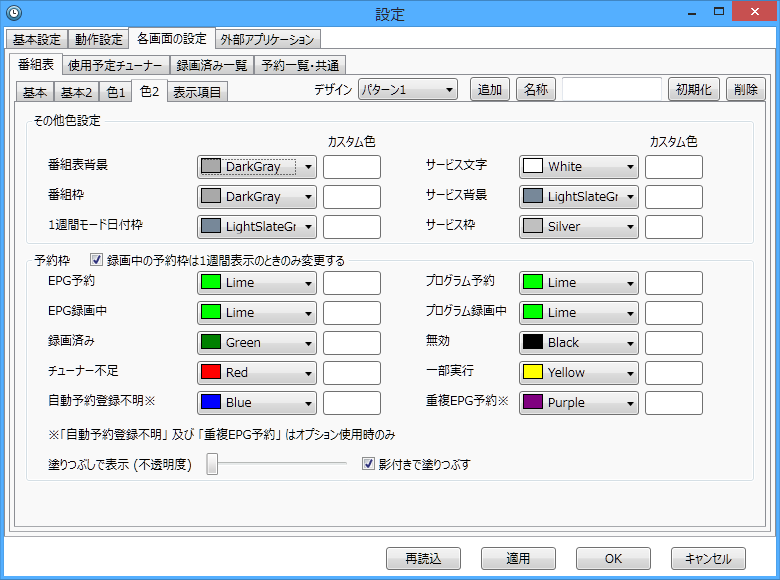 設定
基本設定 動作設定 各画面の設定 外部アプリケーション
番組表 使用予定チューナー 録画済み一覧 予約一覧・共通
基本 基本2 色1 色2 表示項目 デザイン パターン1 追加 名称 初期化 削除
その他色設定
カスタム色 カスタム色
番組表背景 DarkGray サービス文字 White
番組枠 DarkGray サービス背景 LightSlateGr
1週間モード日付枠 LightSlateGr サービス枠 Silver
予約枠 録画中の予約枠は1週間表示のときのみ変更する
EPG予約 Lime プログラム予約 Lime
EPG録画中 Lime プログラム録画中 Lime
録画済み Green 無効 Black
チューナー不足 Red 一部実行 Yellow
自動予約登録不明※ Blue 重複EPG予約※ Purple
※「自動予約登録不明」 及び 「重複EPG予約」 はオプション使用時のみ
塗りつぶしで表示 (不透明度) 影付きで塗りつぶす
再読込 適用 OK キャンセル